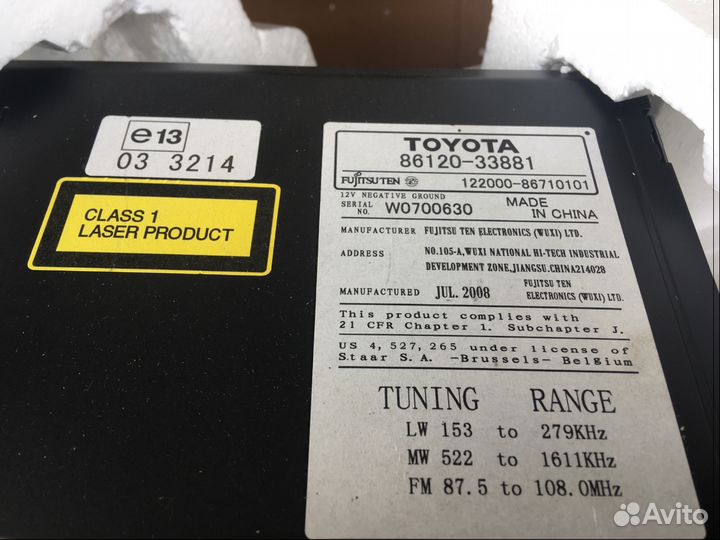 e13
03 3214
CLASS 1
LASER PRODUCT
TOYOTA
86120-33881
FUJITSU TEN 122000-86710101
12V NEGATIVE GROUND
SERIAL NO. W0700630 MADE IN CHINA
MANUFACTURER FUJITSU TEN ELECTRONICS (WUXI) LTD.
ADDRESS NO.105-A,WUXI NATIONAL HI-TECH INDUSTRIAL
DEVELOPMENT ZONE,JIANGSU.CHINA214028
MANUFACTURED JUL. 2008 FUJITSU TEN
ELECTRONICS (WUXI) LTD.
This product complies with
21 CFR Chapter 1. Subchapter J.
US 4, 527, 265 under license of
Staar S. A. -Brussels- Belgium
TUNING RANGE
LW 153 to 279KHz
MW 522 to 1611KHz
FM 87.5 to 108.0MHz
Avito